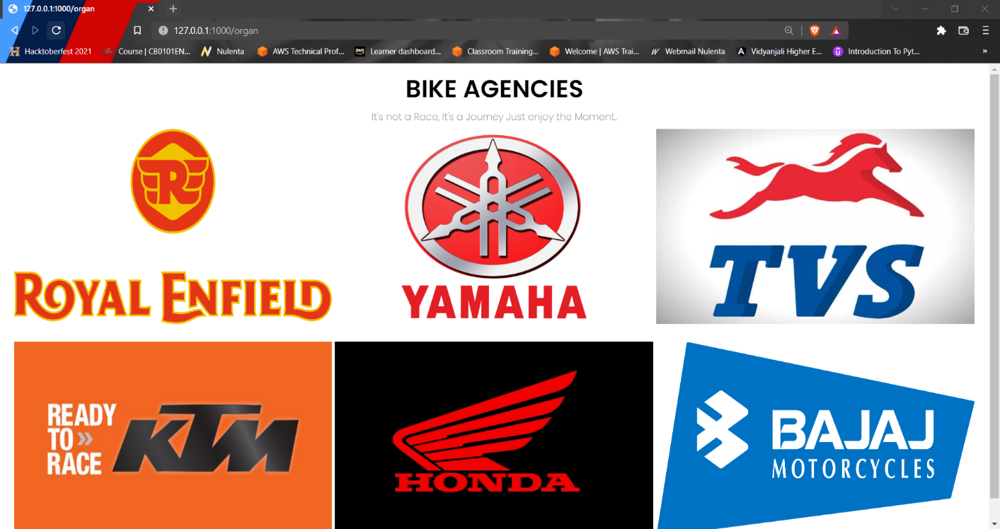 127.0.0.1:1000/organ
127.0.0.1:1000/organ
Hacktoberfest 2021 Course | CB0101EN... Nulenta AWS Technical Prof... aws Learner dashboard... Classroom Training... Welcome | AWS Trai... Webmail Nulenta Vidyanjali Higher E... Introduction To Pyt... »
BIKE AGENCIES
It's not a Race, It's a Journey Just enjoy the Moment..
R
ROYAL ENFIELD
YAMAHA
TVS
READY
TO »
RACE
KTM
HONDA
BAJAJ
MOTORCYCLES